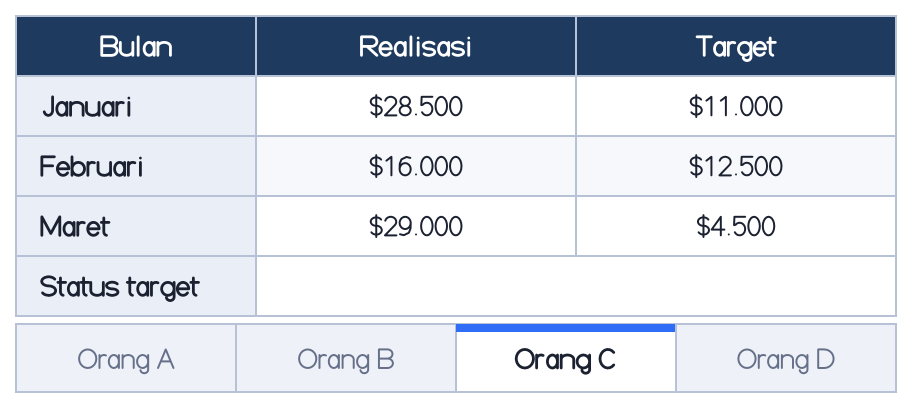 Bulan Realisasi Target
Januari $28.500 $11.000
Februari $16.000 $12.500
Maret $29.000 $4.500
Status target
Orang A Orang B Orang C Orang D